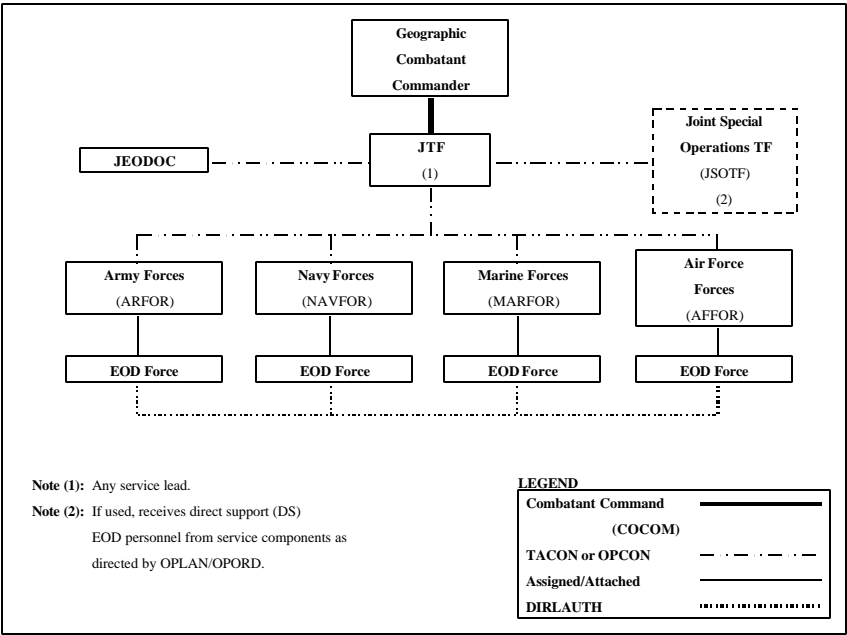 Geographic
Combatant
Commander
JEODOC
JTF
(1)
Joint Special
Operations TF
(JSOTF)
(2)
Army Forces
(ARFOR)
Navy Forces
(NAVFOR)
Marine Forces
(MARFOR)
Air Force
Forces
(AFFOR)
EOD Force
EOD Force
EOD Force
EOD Force
Note (1): Any service lead.
Note (2): If used, receives direct support (DS)
EOD personnel from service components as
directed by OPLAN/OPORD.
LEGEND
Combatant Command
(COCOM)
TACON or OPCON
Assigned/Attached
DIRLAUTH